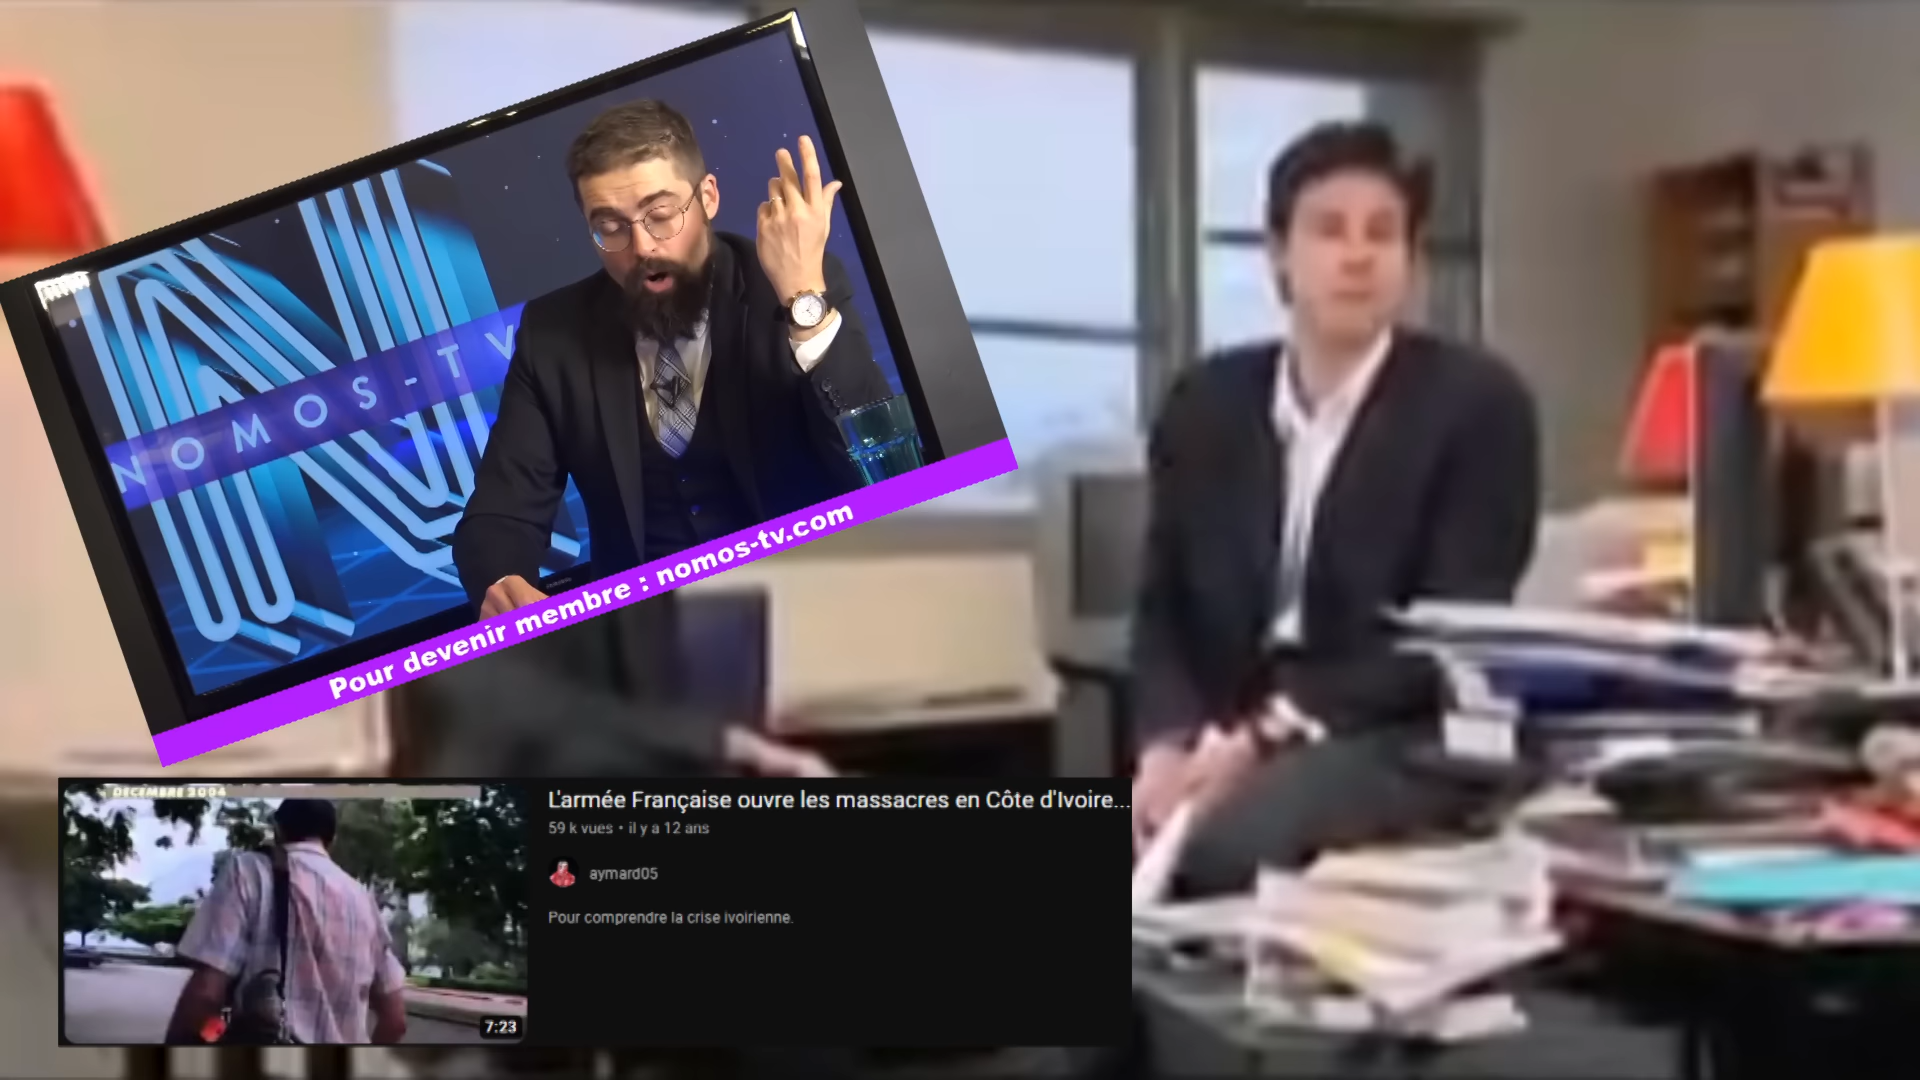 NOMOS-TV
Pour devenir membre : nomos-tv.com
DECEMBRE 2004
L'armée Française ouvre les massacres en Côte d'Ivoire...
59 k vues • il y a 12 ans
aymard05
Pour comprendre la crise ivoirienne.
7:23